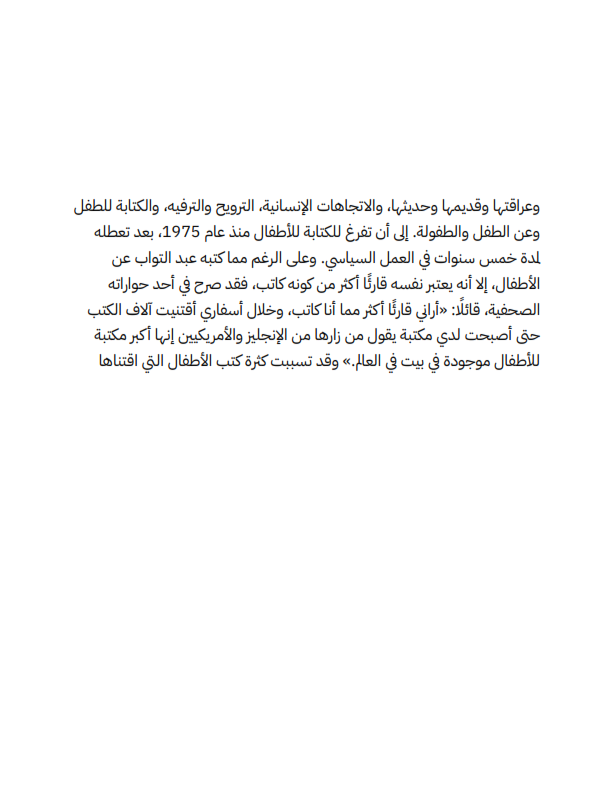 وعراقتها وقديمها وحديثها، والاتجاهات الإنسانية، الترويح والترفيه، والكتابة للطفل
وعن الطفل والطفولة. إلى أن تفرغ للكتابة للأطفال منذ عام 1975، بعد تعطله
لمدة خمس سنوات في العمل السياسي. وعلى الرغم مما كتبه عبد التواب عن
الأطفال، إلا أنه يعتبر نفسه قارئًا أكثر من كونه كاتب، فقد صرح في أحد حواراته
الصحفية، قائلًا: «أراني قارئًا أكثر مما أنا كاتب، وخلال أسفاري أقتنيت آلاف الكتب
حتى أصبحت لدي مكتبة يقول من زارها من الإنجليز والأمريكيين إنها أكبر مكتبة
للأطفال موجودة في بيت في العالم.» وقد تسببت كثرة كتب الأطفال التي اقتناها